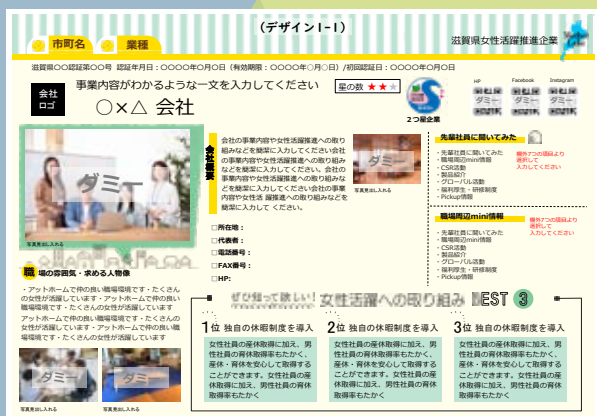 (デザイン1-1)
市町名
業種
滋賀県女性活躍推進企業
滋賀県〇〇認証第〇〇号 認証年月日：〇〇〇〇年〇月〇日（有効期限：〇〇〇〇年〇月〇日）/初回認証日：〇〇〇〇年〇月〇日
会社
ロゴ
事業内容がわかるような一文を入力してください
〇×△ 会社
星の数 ★★★
2つ星企業
HP
Facebook
Instagram
ダミー
ダミー
ダミー
ダミー
写真見出し入れる
会社概要
会社の事業内容や女性活躍推進への取り
組みなどを簡潔に入力してください会社
の事業内容や女性活躍推進への取り組み
などを簡潔に入力してください。会社の事
業内容や女性活躍推進への取り組みな
どを簡潔に入力してください会社の事業
内容や女性活 躍推進への取り組みなどを
簡潔に入力して ください。
□所在地：
□代表者：
□電話番号：
□FAX番号：
□HP:
ダミー
写真見出し入れる
先輩社員に聞いてみた
・先輩社員に聞いてみた
・職場周辺mini情報
・CSR活動
・製品紹介
・グローバル活動
・福利厚生・研修制度
・Pickup情報
欄外7つの項目より
選択して
入力してください
職場周辺mini情報
・先輩社員に聞いてみた
・職場周辺mini情報
・CSR活動
・製品紹介
・グローバル活動
・福利厚生・研修制度
・Pickup情報
欄外7つの項目より
選択して
入力してください
職場の雰囲気・求める人物像
・アットホームで仲の良い職場環境です・たくさん
の女性が活躍しています・アットホームで仲の良い
職場環境です・たくさんの女性が活躍しています
アットホームで仲の良い職場環境です・たくさんの
女性が活躍しています・アットホームで仲の良い職
場環境です・たくさんの女性が活躍しています
ダミー
ダミー
写真見出し入れる
写真見出し入れる
ぜひ知って欲しい! 女性活躍への取り組み BEST 3
1位 独自の休暇制度を導入
女性社員の産休取得に加え、男
性社員の育休取得率もたかく、
産休・育休を安心して取得する
ことができます。女性社員の産
休取得に加え、男性社員の育休
取得率もたかく
2位 独自の休暇制度を導入
女性社員の産休取得に加え、男
性社員の育休取得率もたかく、
産休・育休を安心して取得する
ことができます。女性社員の産
休取得に加え、男性社員の育休
取得率もたかく
3位 独自の休暇制度を導入
女性社員の産休取得に加え、男
性社員の育休取得率もたかく、
産休・育休を安心して取得する
ことができます。女性社員の産
休取得に加え、男性社員の育休
取得率もたかく